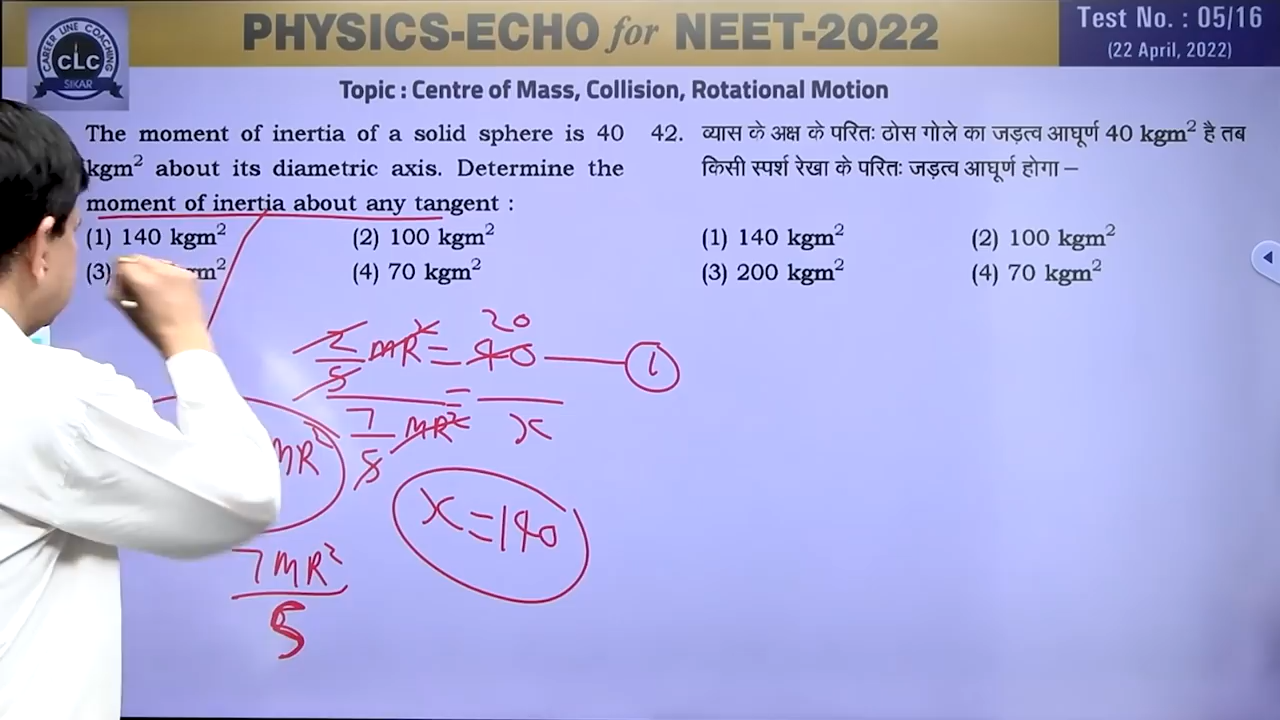 PHYSICS-ECHO for NEET-2022
Test No. : 05/16
(22 April, 2022)
CAREER LINE COACHING
CLC
SIKAR
Topic : Centre of Mass, Collision, Rotational Motion
The moment of inertia of a solid sphere is 40
kgm² about its diametric axis. Determine the
moment of inertia about any tangent :
(1) 140 kgm² (2) 100 kgm²
(3) m² (4) 70 kgm²
42. व्यास के अक्ष के परितः ठोस गोले का जड़त्व आघूर्ण 40 kgm² है तब
किसी स्पर्श रेखा के परितः जड़त्व आघूर्ण होगा –
(1) 140 kgm² (2) 100 kgm²
(3) 200 kgm² (4) 70 kgm²
20
2/5 MR² = 40 — 1
=
7/5 MR² x
MR²
x = 140
7MR²
5